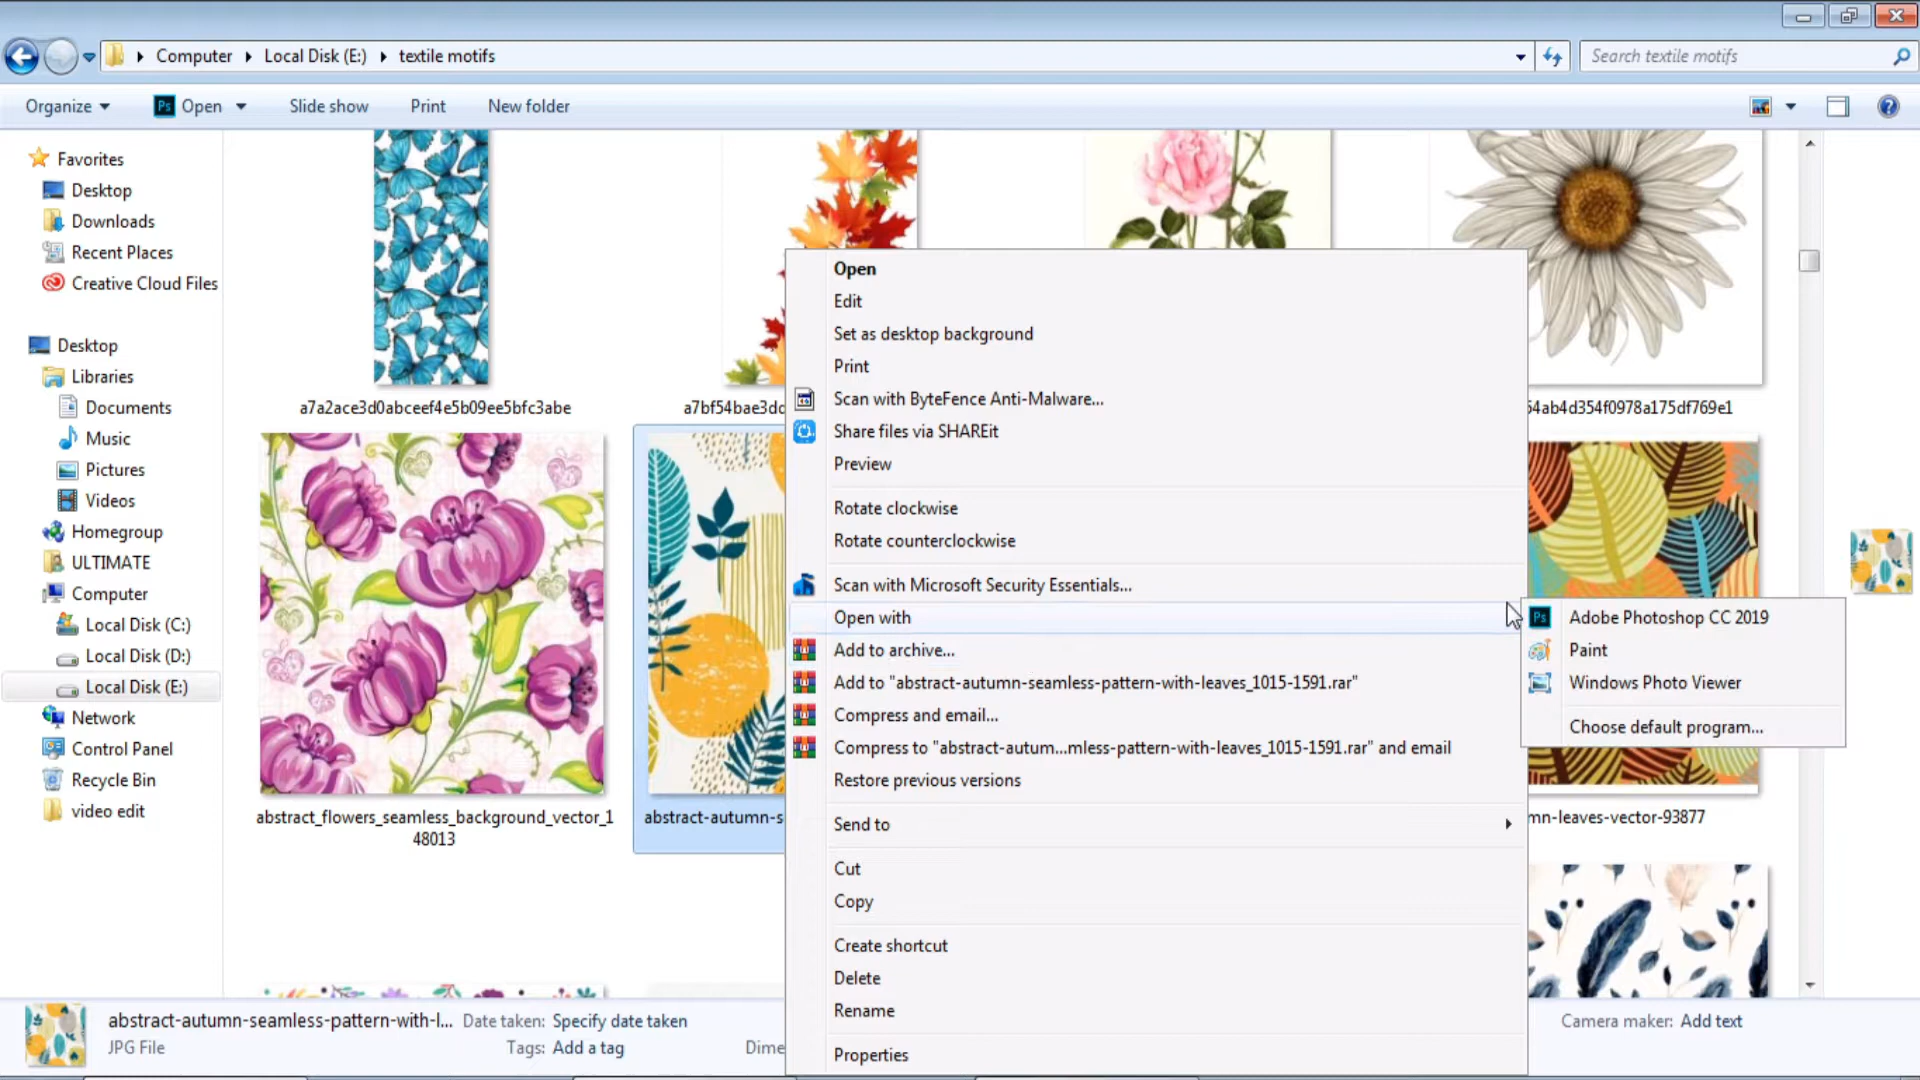 Computer
Local Disk (E:)
textile motifs
Search textile motifs
Organize
Ps
Open
Slide show
Print
New folder
Favorites
Desktop
Downloads
Recent Places
Creative Cloud Files
Desktop
Libraries
Documents
Music
Pictures
Videos
Homegroup
ULTIMATE
Computer
Local Disk (C:)
Local Disk (D:)
Local Disk (E:)
Network
Control Panel
Recycle Bin
video edit
a7a2ace3d0abceef4e5b09ee5bfc3abe
a7bf54bae3dc
54ab4d354f0978a175df769e1
abstract_flowers_seamless_background_vector_1
48013
abstract-autumn-s
mn-leaves-vector-93877
Open
Edit
Set as desktop background
Print
Scan with ByteFence Anti-Malware...
Share files via SHAREit
Preview
Rotate clockwise
Rotate counterclockwise
Scan with Microsoft Security Essentials...
Open with
Add to archive...
Add to "abstract-autumn-seamless-pattern-with-leaves_1015-1591.rar"
Compress and email...
Compress to "abstract-autum...mless-pattern-with-leaves_1015-1591.rar" and email
Restore previous versions
Send to
Cut
Copy
Create shortcut
Delete
Rename
Properties
Ps
Adobe Photoshop CC 2019
Paint
Windows Photo Viewer
Choose default program...
abstract-autumn-seamless-pattern-with-l...
Date taken: Specify date taken
Camera maker: Add text
JPG File
Tags: Add a tag
Dime